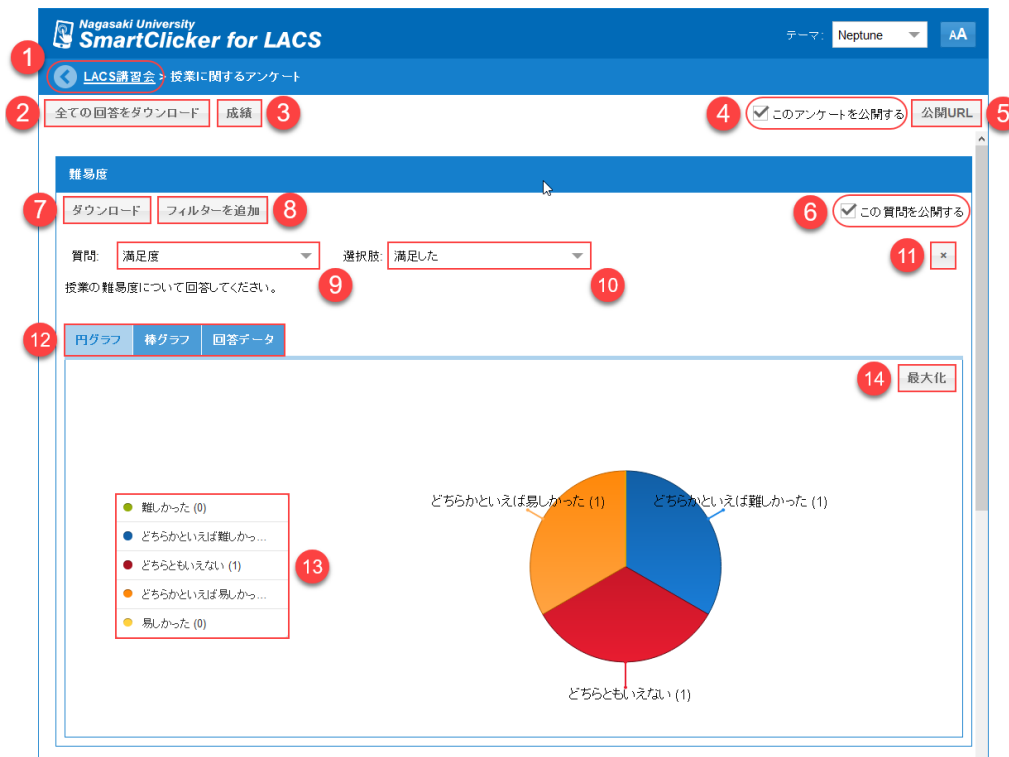 Nagasaki University
SmartClicker for LACS
テーマ: Neptune AA
1
LACS講習会 > 授業に関するアンケート
2 全ての回答をダウンロード 成績 3 4 このアンケートを公開する 公開URL 5
難易度
7 ダウンロード フィルターを追加 8 6 この質問を公開する
質問: 満足度 選択肢: 満足した 11 ×
授業の難易度について回答してください。 9 10
12 円グラフ 棒グラフ 回答データ
14 最大化
どちらかといえば易しかった (1) どちらかといえば難しかった (1)
難しかった (0)
どちらかといえば難しかっ...
どちらともいえない (1) 13
どちらかといえば易しかっ...
易しかった (0)
どちらともいえない (1)